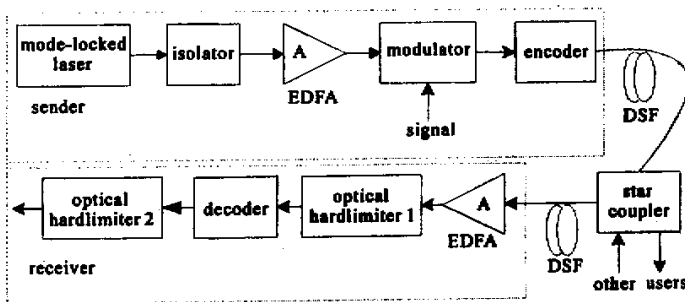 mode-locked
laser
isolator
A
EDFA
modulator
encoder
sender
signal
DSF
optical
hardlimiter 2
decoder
optical
hardlimiter 1
A
EDFA
star
coupler
DSF
receiver
other users